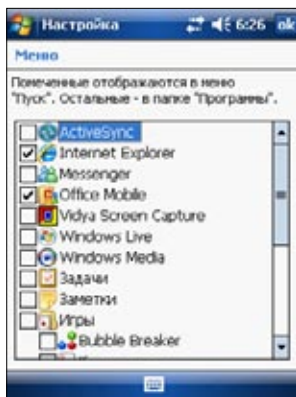 Настройка 6:26 ok
Меню
Помеченные отображаются в меню
"Пуск". Остальные - в папке "Программы".
ActiveSync
Internet Explorer
Messenger
Office Mobile
Vidya Screen Capture
Windows Live
Windows Media
Задачи
Заметки
Игры
Bubble Breaker